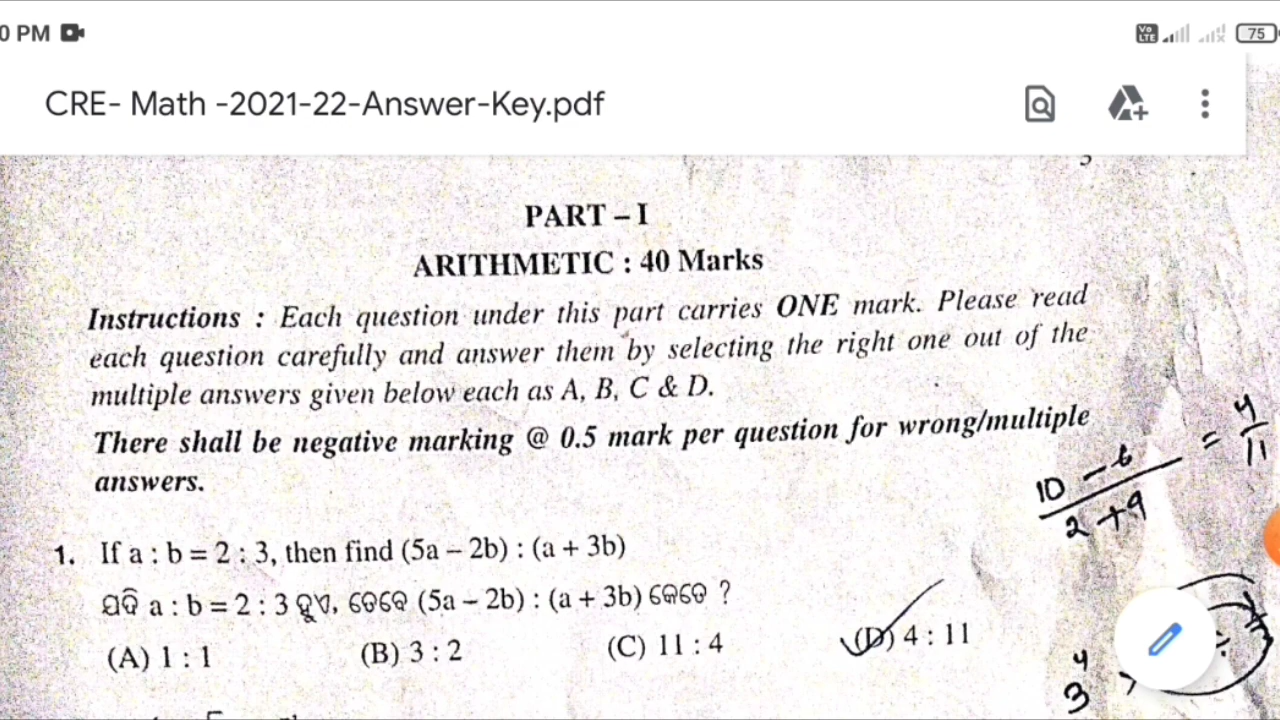 0 PM
Vo LTE 75
CRE- Math -2021-22-Answer-Key.pdf
PART – I
ARITHMETIC : 40 Marks
Instructions : Each question under this part carries ONE mark. Please read
each question carefully and answer them by selecting the right one out of the
multiple answers given below each as A, B, C & D.
There shall be negative marking @ 0.5 mark per question for wrong/multiple
answers.
10 - 6 = 4
2 + 9 11
1. If a : b = 2 : 3, then find (5a – 2b) : (a + 3b)
ଯଦି a : b = 2 : 3 ହୁଏ, ତେବେ (5a – 2b) : (a + 3b) କେତେ ?
(A) 1 : 1 (B) 3 : 2 (C) 11 : 4 (D) 4 : 11
4
3